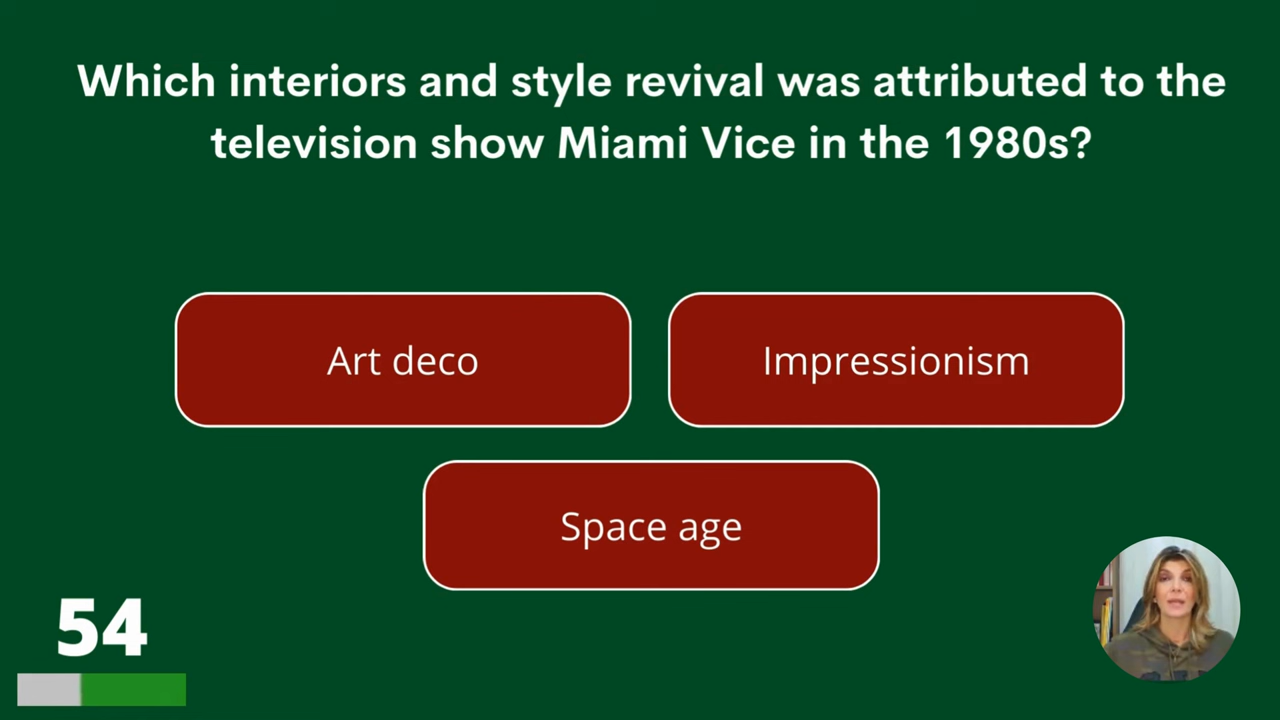 Which interiors and style revival was attributed to the
television show Miami Vice in the 1980s?
Art deco
Impressionism
Space age
54